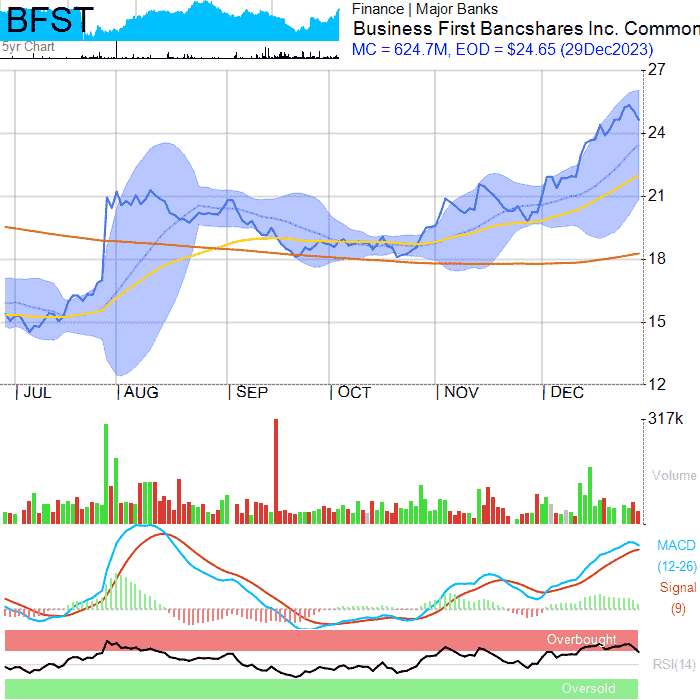 BFST
5yr Chart
Finance | Major Banks
Business First Bancshares Inc. Common
MC = 624.7M, EOD = $24.65 (29Dec2023)
27
24
21
18
15
12
JUL
AUG
SEP
OCT
NOV
DEC
317k
Volume
MACD
(12-26)
Signal
(9)
Overbought
RSI(14)
Oversold